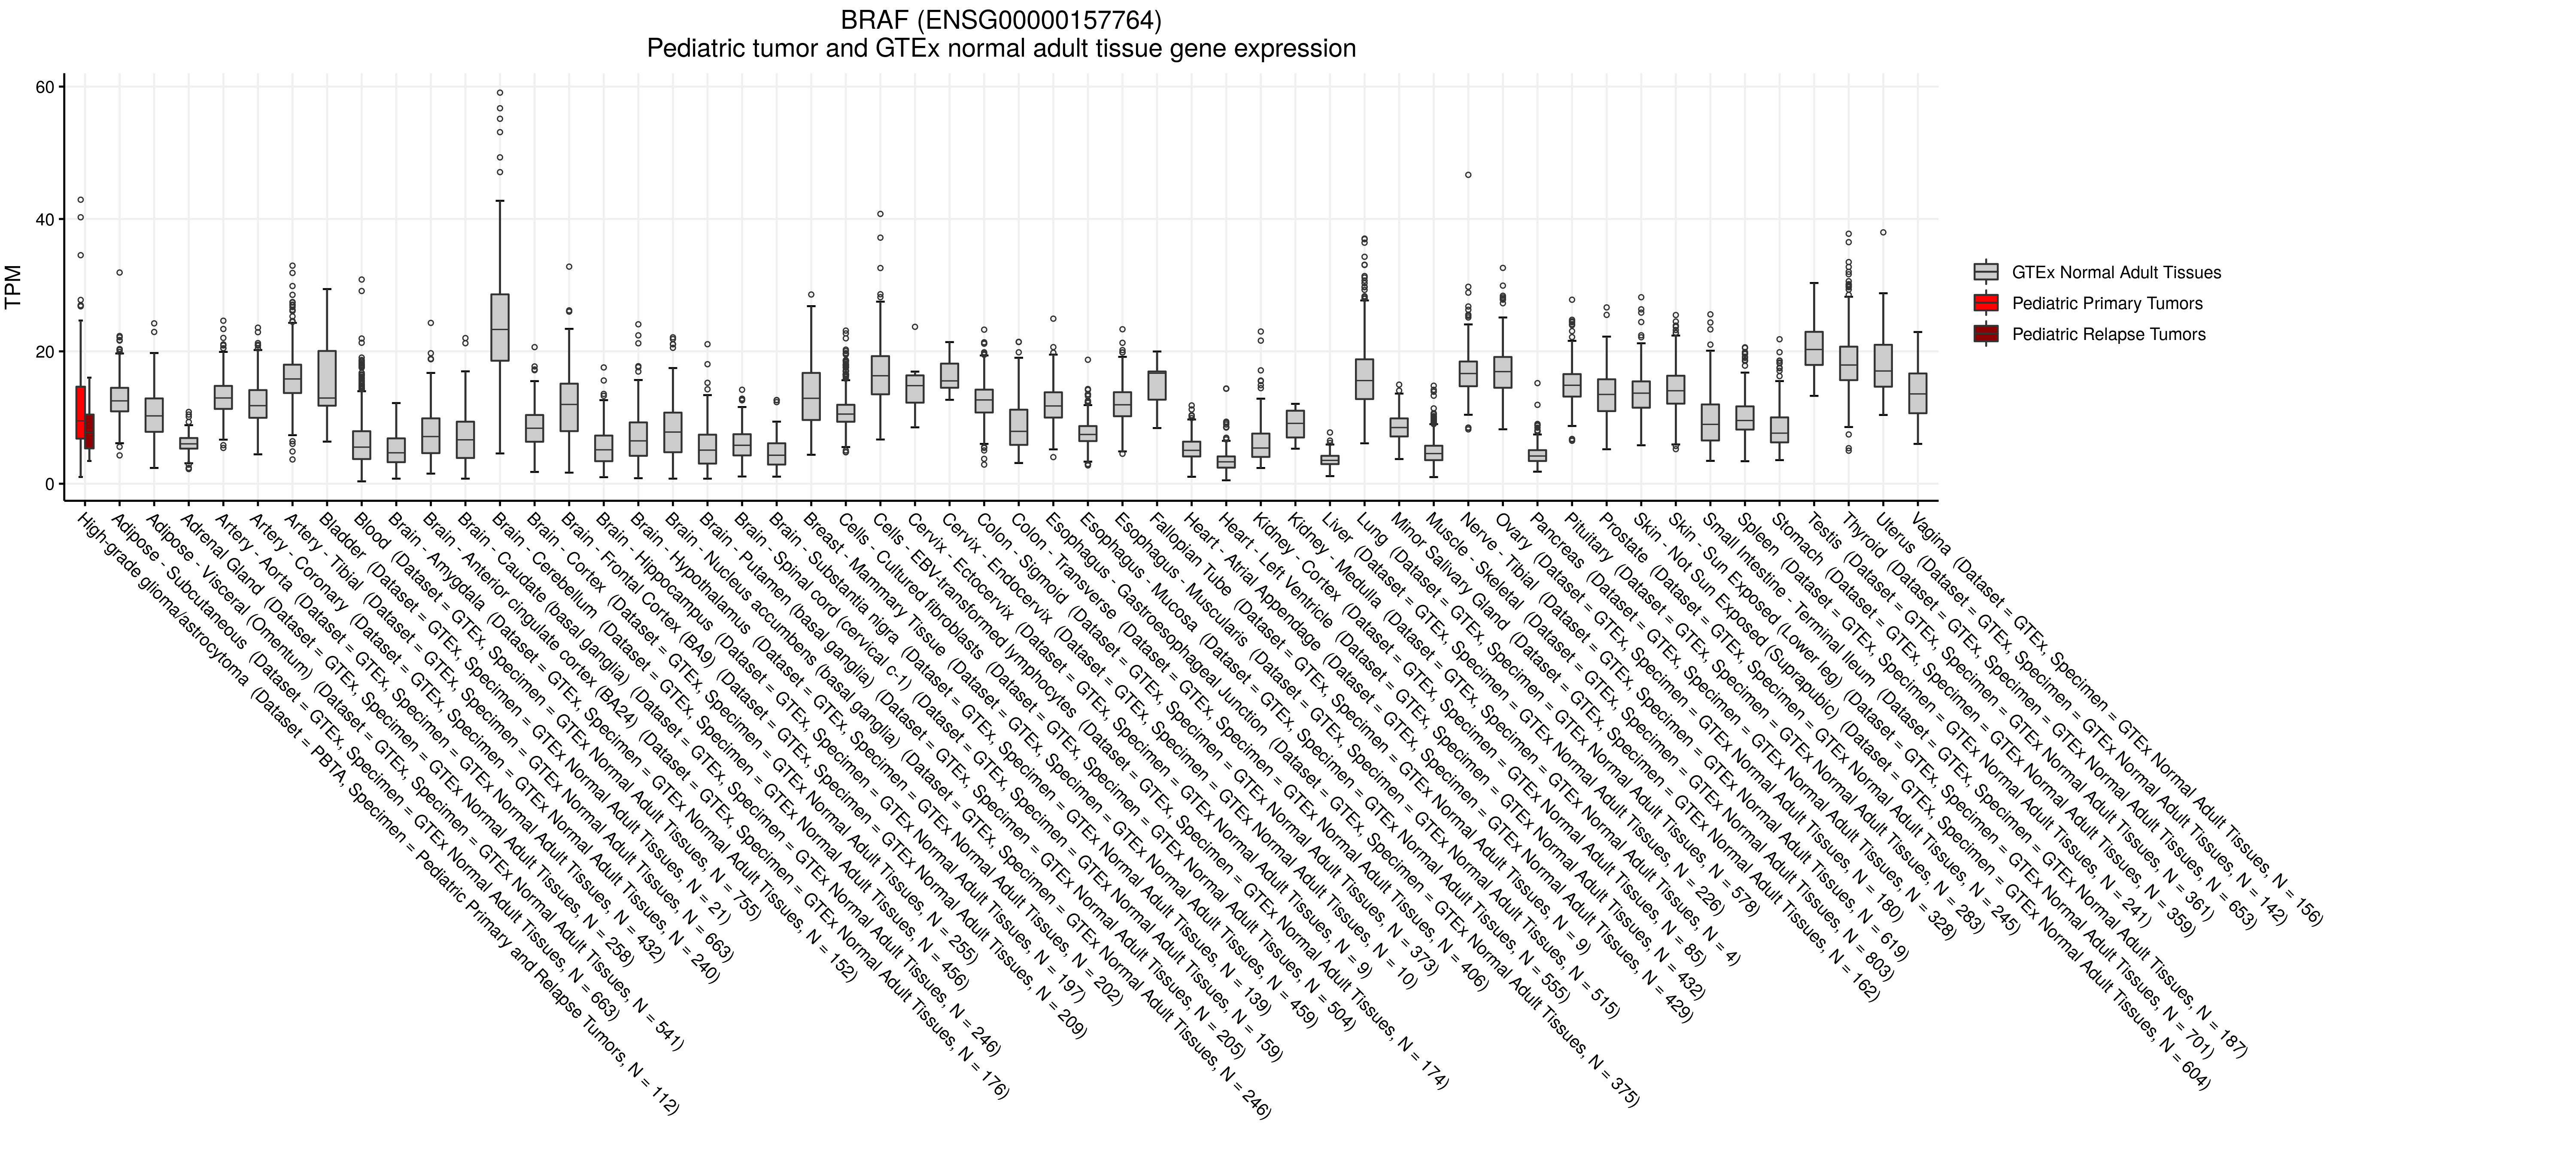 BRAF (ENSG00000157764)
Pediatric tumor and GTEx normal adult tissue gene expression
TPM
60
40
20
0
GTEx Normal Adult Tissues
Pediatric Primary Tumors
Pediatric Relapse Tumors
High-grade glioma/astrocytoma (Dataset = PBTA, Specimen = Pediatric Primary and Relapse Tumors, N = 112)
Adipose - Subcutaneous (Dataset = GTEx, Specimen = GTEx Normal Adult Tissues, N = 663)
Adipose - Visceral (Omentum) (Dataset = GTEx, Specimen = GTEx Normal Adult Tissues, N = 541)
Adrenal Gland (Dataset = GTEx, Specimen = GTEx Normal Adult Tissues, N = 258)
Artery - Aorta (Dataset = GTEx, Specimen = GTEx Normal Adult Tissues, N = 432)
Artery - Coronary (Dataset = GTEx, Specimen = GTEx Normal Adult Tissues, N = 240)
Artery - Tibial (Dataset = GTEx, Specimen = GTEx Normal Adult Tissues, N = 663)
Bladder (Dataset = GTEx, Specimen = GTEx Normal Adult Tissues, N = 21)
Blood (Dataset = GTEx, Specimen = GTEx Normal Adult Tissues, N = 755)
Brain - Amygdala (Dataset = GTEx, Specimen = GTEx Normal Adult Tissues, N = 152)
Brain - Anterior cingulate cortex (BA24) (Dataset = GTEx, Specimen = GTEx Normal Adult Tissues, N = 176)
Brain - Caudate (basal ganglia) (Dataset = GTEx, Specimen = GTEx Normal Adult Tissues, N = 246)
Brain - Cerebellum (Dataset = GTEx, Specimen = GTEx Normal Adult Tissues, N = 456)
Brain - Cortex (Dataset = GTEx, Specimen = GTEx Normal Adult Tissues, N = 255)
Brain - Frontal Cortex (BA9) (Dataset = GTEx, Specimen = GTEx Normal Adult Tissues, N = 209)
Brain - Hippocampus (Dataset = GTEx, Specimen = GTEx Normal Adult Tissues, N = 197)
Brain - Hypothalamus (Dataset = GTEx, Specimen = GTEx Normal Adult Tissues, N = 202)
Brain - Nucleus accumbens (basal ganglia) (Dataset = GTEx, Specimen = GTEx Normal Adult Tissues, N = 246)
Brain - Putamen (basal ganglia) (Dataset = GTEx, Specimen = GTEx Normal Adult Tissues, N = 205)
Brain - Spinal cord (cervical c-1) (Dataset = GTEx, Specimen = GTEx Normal Adult Tissues, N = 159)
Brain - Substantia nigra (Dataset = GTEx, Specimen = GTEx Normal Adult Tissues, N = 139)
Breast - Mammary Tissue (Dataset = GTEx, Specimen = GTEx Normal Adult Tissues, N = 459)
Cells - Cultured fibroblasts (Dataset = GTEx, Specimen = GTEx Normal Adult Tissues, N = 504)
Cells - EBV-transformed lymphocytes (Dataset = GTEx, Specimen = GTEx Normal Adult Tissues, N = 174)
Cervix - Ectocervix (Dataset = GTEx, Specimen = GTEx Normal Adult Tissues, N = 9)
Cervix - Endocervix (Dataset = GTEx, Specimen = GTEx Normal Adult Tissues, N = 10)
Colon - Sigmoid (Dataset = GTEx, Specimen = GTEx Normal Adult Tissues, N = 373)
Colon - Transverse (Dataset = GTEx, Specimen = GTEx Normal Adult Tissues, N = 406)
Esophagus - Gastroesophageal Junction (Dataset = GTEx, Specimen = GTEx Normal Adult Tissues, N = 375)
Esophagus - Mucosa (Dataset = GTEx, Specimen = GTEx Normal Adult Tissues, N = 555)
Esophagus - Muscularis (Dataset = GTEx, Specimen = GTEx Normal Adult Tissues, N = 515)
Fallopian Tube (Dataset = GTEx, Specimen = GTEx Normal Adult Tissues, N = 9)
Heart - Atrial Appendage (Dataset = GTEx, Specimen = GTEx Normal Adult Tissues, N = 429)
Heart - Left Ventricle (Dataset = GTEx, Specimen = GTEx Normal Adult Tissues, N = 432)
Kidney - Cortex (Dataset = GTEx, Specimen = GTEx Normal Adult Tissues, N = 85)
Kidney - Medulla (Dataset = GTEx, Specimen = GTEx Normal Adult Tissues, N = 4)
Liver (Dataset = GTEx, Specimen = GTEx Normal Adult Tissues, N = 226)
Lung (Dataset = GTEx, Specimen = GTEx Normal Adult Tissues, N = 578)
Minor Salivary Gland (Dataset = GTEx, Specimen = GTEx Normal Adult Tissues, N = 162)
Muscle - Skeletal (Dataset = GTEx, Specimen = GTEx Normal Adult Tissues, N = 803)
Nerve - Tibial (Dataset = GTEx, Specimen = GTEx Normal Adult Tissues, N = 619)
Ovary (Dataset = GTEx, Specimen = GTEx Normal Adult Tissues, N = 180)
Pancreas (Dataset = GTEx, Specimen = GTEx Normal Adult Tissues, N = 328)
Pituitary (Dataset = GTEx, Specimen = GTEx Normal Adult Tissues, N = 283)
Prostate (Dataset = GTEx, Specimen = GTEx Normal Adult Tissues, N = 245)
Skin - Not Sun Exposed (Suprapubic) (Dataset = GTEx, Specimen = GTEx Normal Adult Tissues, N = 604)
Skin - Sun Exposed (Lower leg) (Dataset = GTEx, Specimen = GTEx Normal Adult Tissues, N = 701)
Small Intestine - Terminal Ileum (Dataset = GTEx, Specimen = GTEx Normal Adult Tissues, N = 187)
Spleen (Dataset = GTEx, Specimen = GTEx Normal Adult Tissues, N = 241)
Stomach (Dataset = GTEx, Specimen = GTEx Normal Adult Tissues, N = 359)
Testis (Dataset = GTEx, Specimen = GTEx Normal Adult Tissues, N = 361)
Thyroid (Dataset = GTEx, Specimen = GTEx Normal Adult Tissues, N = 653)
Uterus (Dataset = GTEx, Specimen = GTEx Normal Adult Tissues, N = 142)
Vagina (Dataset = GTEx, Specimen = GTEx Normal Adult Tissues, N = 156)